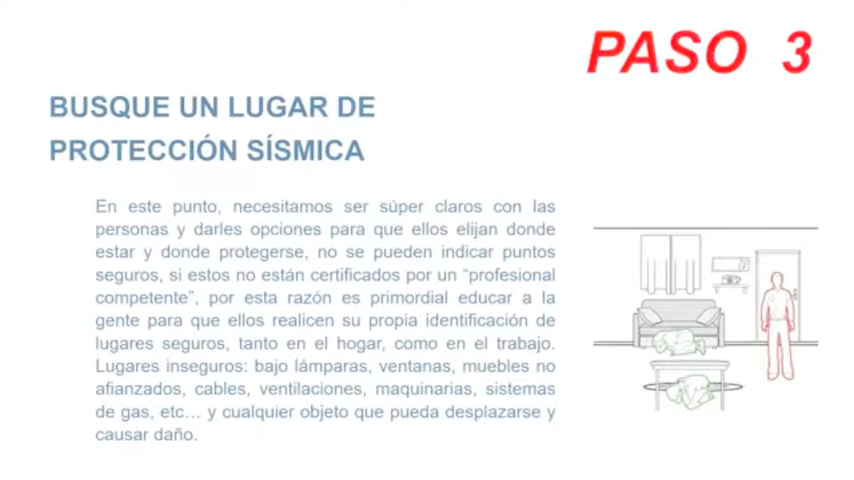 PASO 3
BUSQUE UN LUGAR DE
PROTECCIÓN SÍSMICA
En este punto, necesitamos ser súper claros con las
personas y darles opciones para que ellos elijan donde
estar y donde protegerse, no se pueden indicar puntos
seguros, si estos no están certificados por un “profesional
competente”, por esta razón es primordial educar a la
gente para que ellos realicen su propia identificación de
lugares seguros, tanto en el hogar, como en el trabajo.
Lugares inseguros: bajo lámparas, ventanas, muebles no
afianzados, cables, ventilaciones, maquinarias, sistemas
de gas, etc… y cualquier objeto que pueda desplazarse y
causar daño.